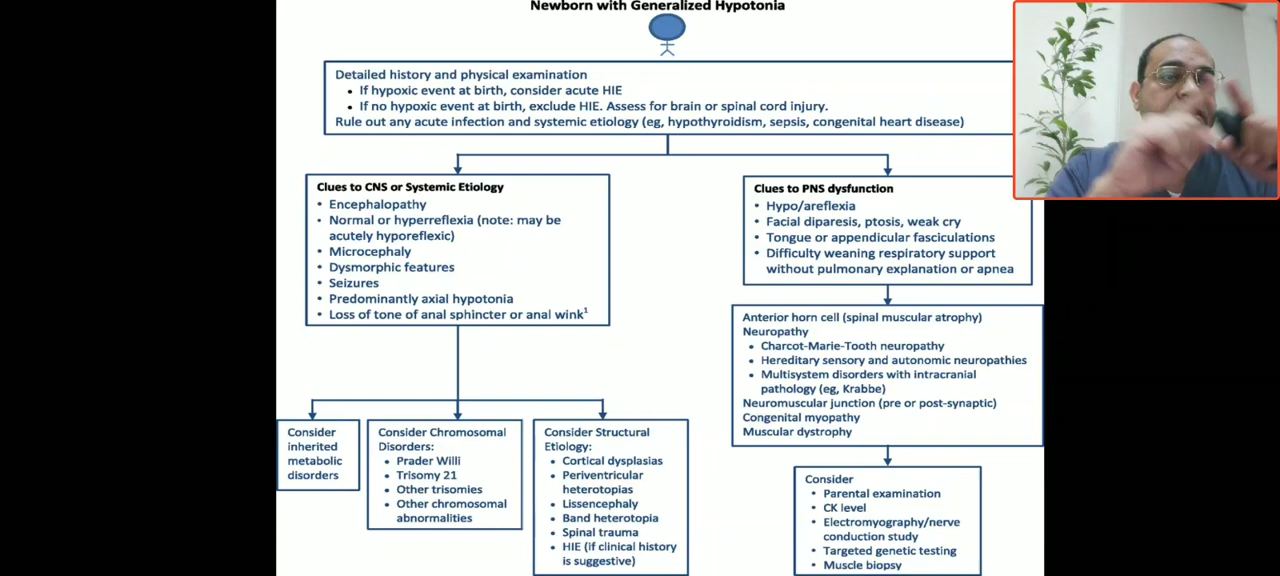 Newborn with Generalized Hypotonia
Detailed history and physical examination
• If hypoxic event at birth, consider acute HIE
• If no hypoxic event at birth, exclude HIE. Assess for brain or spinal cord injury.
Rule out any acute infection and systemic etiology (eg, hypothyroidism, sepsis, congenital heart disease)
Clues to CNS or Systemic Etiology
• Encephalopathy
• Normal or hyperreflexia (note: may be
acutely hyporeflexic)
• Microcephaly
• Dysmorphic features
• Seizures
• Predominantly axial hypotonia
• Loss of tone of anal sphincter or anal wink¹
Clues to PNS dysfunction
• Hypo/areflexia
• Facial diparesis, ptosis, weak cry
• Tongue or appendicular fasciculations
• Difficulty weaning respiratory support
without pulmonary explanation or apnea
Anterior horn cell (spinal muscular atrophy)
Neuropathy
• Charcot-Marie-Tooth neuropathy
• Hereditary sensory and autonomic neuropathies
• Multisystem disorders with intracranial
pathology (eg, Krabbe)
Neuromuscular junction (pre or post-synaptic)
Congenital myopathy
Muscular dystrophy
Consider
inherited
metabolic
disorders
Consider Chromosomal
Disorders:
• Prader Willi
• Trisomy 21
• Other trisomies
• Other chromosomal
abnormalities
Consider Structural
Etiology:
• Cortical dysplasias
• Periventricular
heterotopias
• Lissencephaly
• Band heterotopia
• Spinal trauma
• HIE (if clinical history
is suggestive)
Consider
• Parental examination
• CK level
• Electromyography/nerve
conduction study
• Targeted genetic testing
• Muscle biopsy